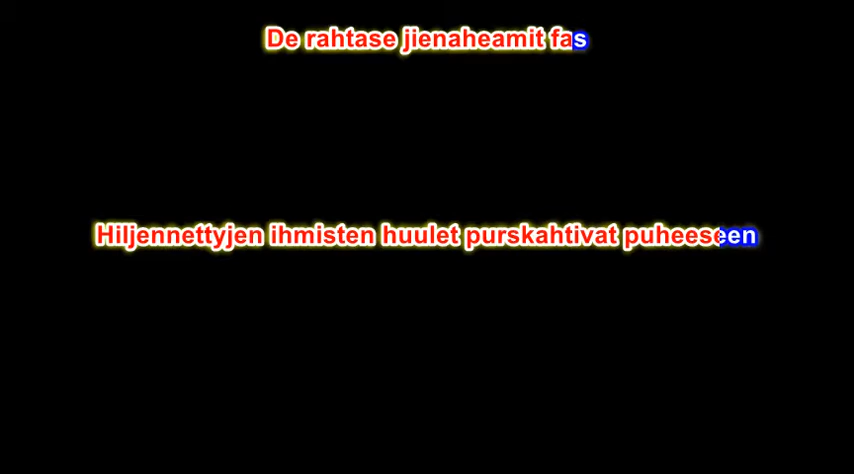 De rahtase jienaheamit fas
Hiljennettyjen ihmisten huulet purskahtivat puheeseen